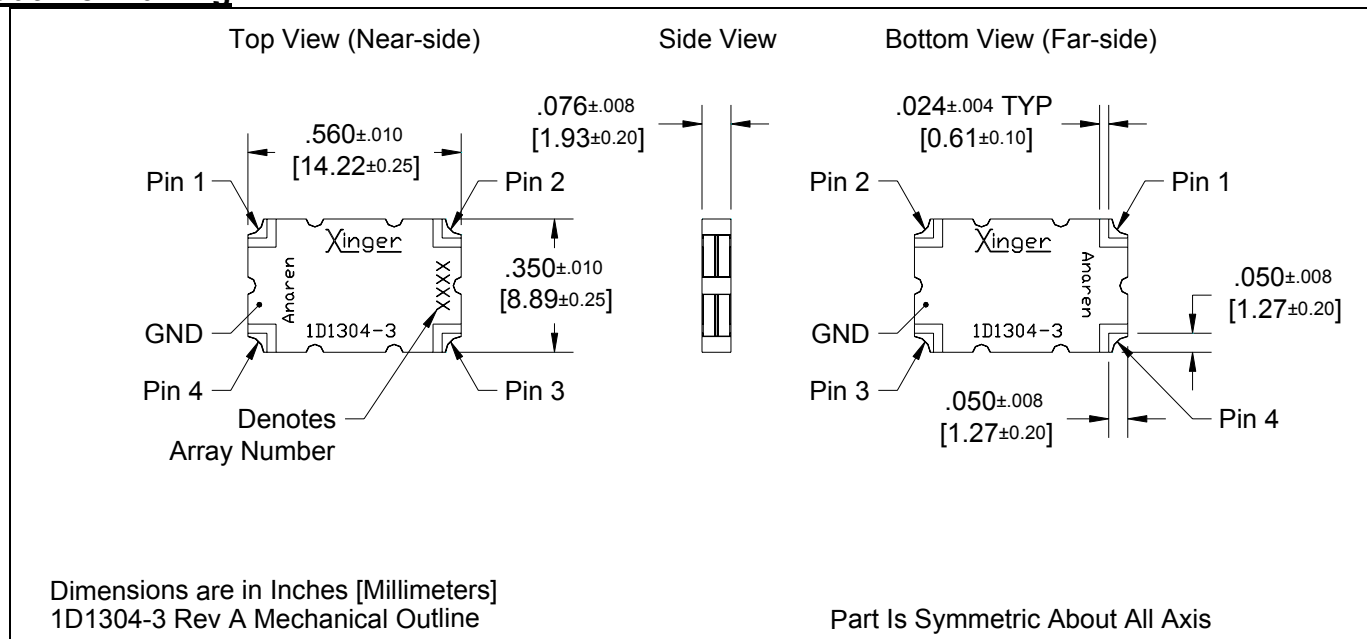 Top View (Near-side)
Side View
Bottom View (Far-side)
.560±.010
[14.22±0.25]
.076±.008
[1.93±0.20]
.024±.004 TYP
[0.61±0.10]
Pin 1
Pin 2
Pin 2
Pin 1
Xinger
Anaren
XXXX
1D1304-3
.350±.010
[8.89±0.25]
GND
Pin 4
Pin 3
Denotes
Array Number
Xinger
Anaren
1D1304-3
GND
Pin 3
.050±.008
[1.27±0.20]
.050±.008
[1.27±0.20]
Pin 4
Dimensions are in Inches [Millimeters]
1D1304-3 Rev A Mechanical Outline
Part Is Symmetric About All Axis